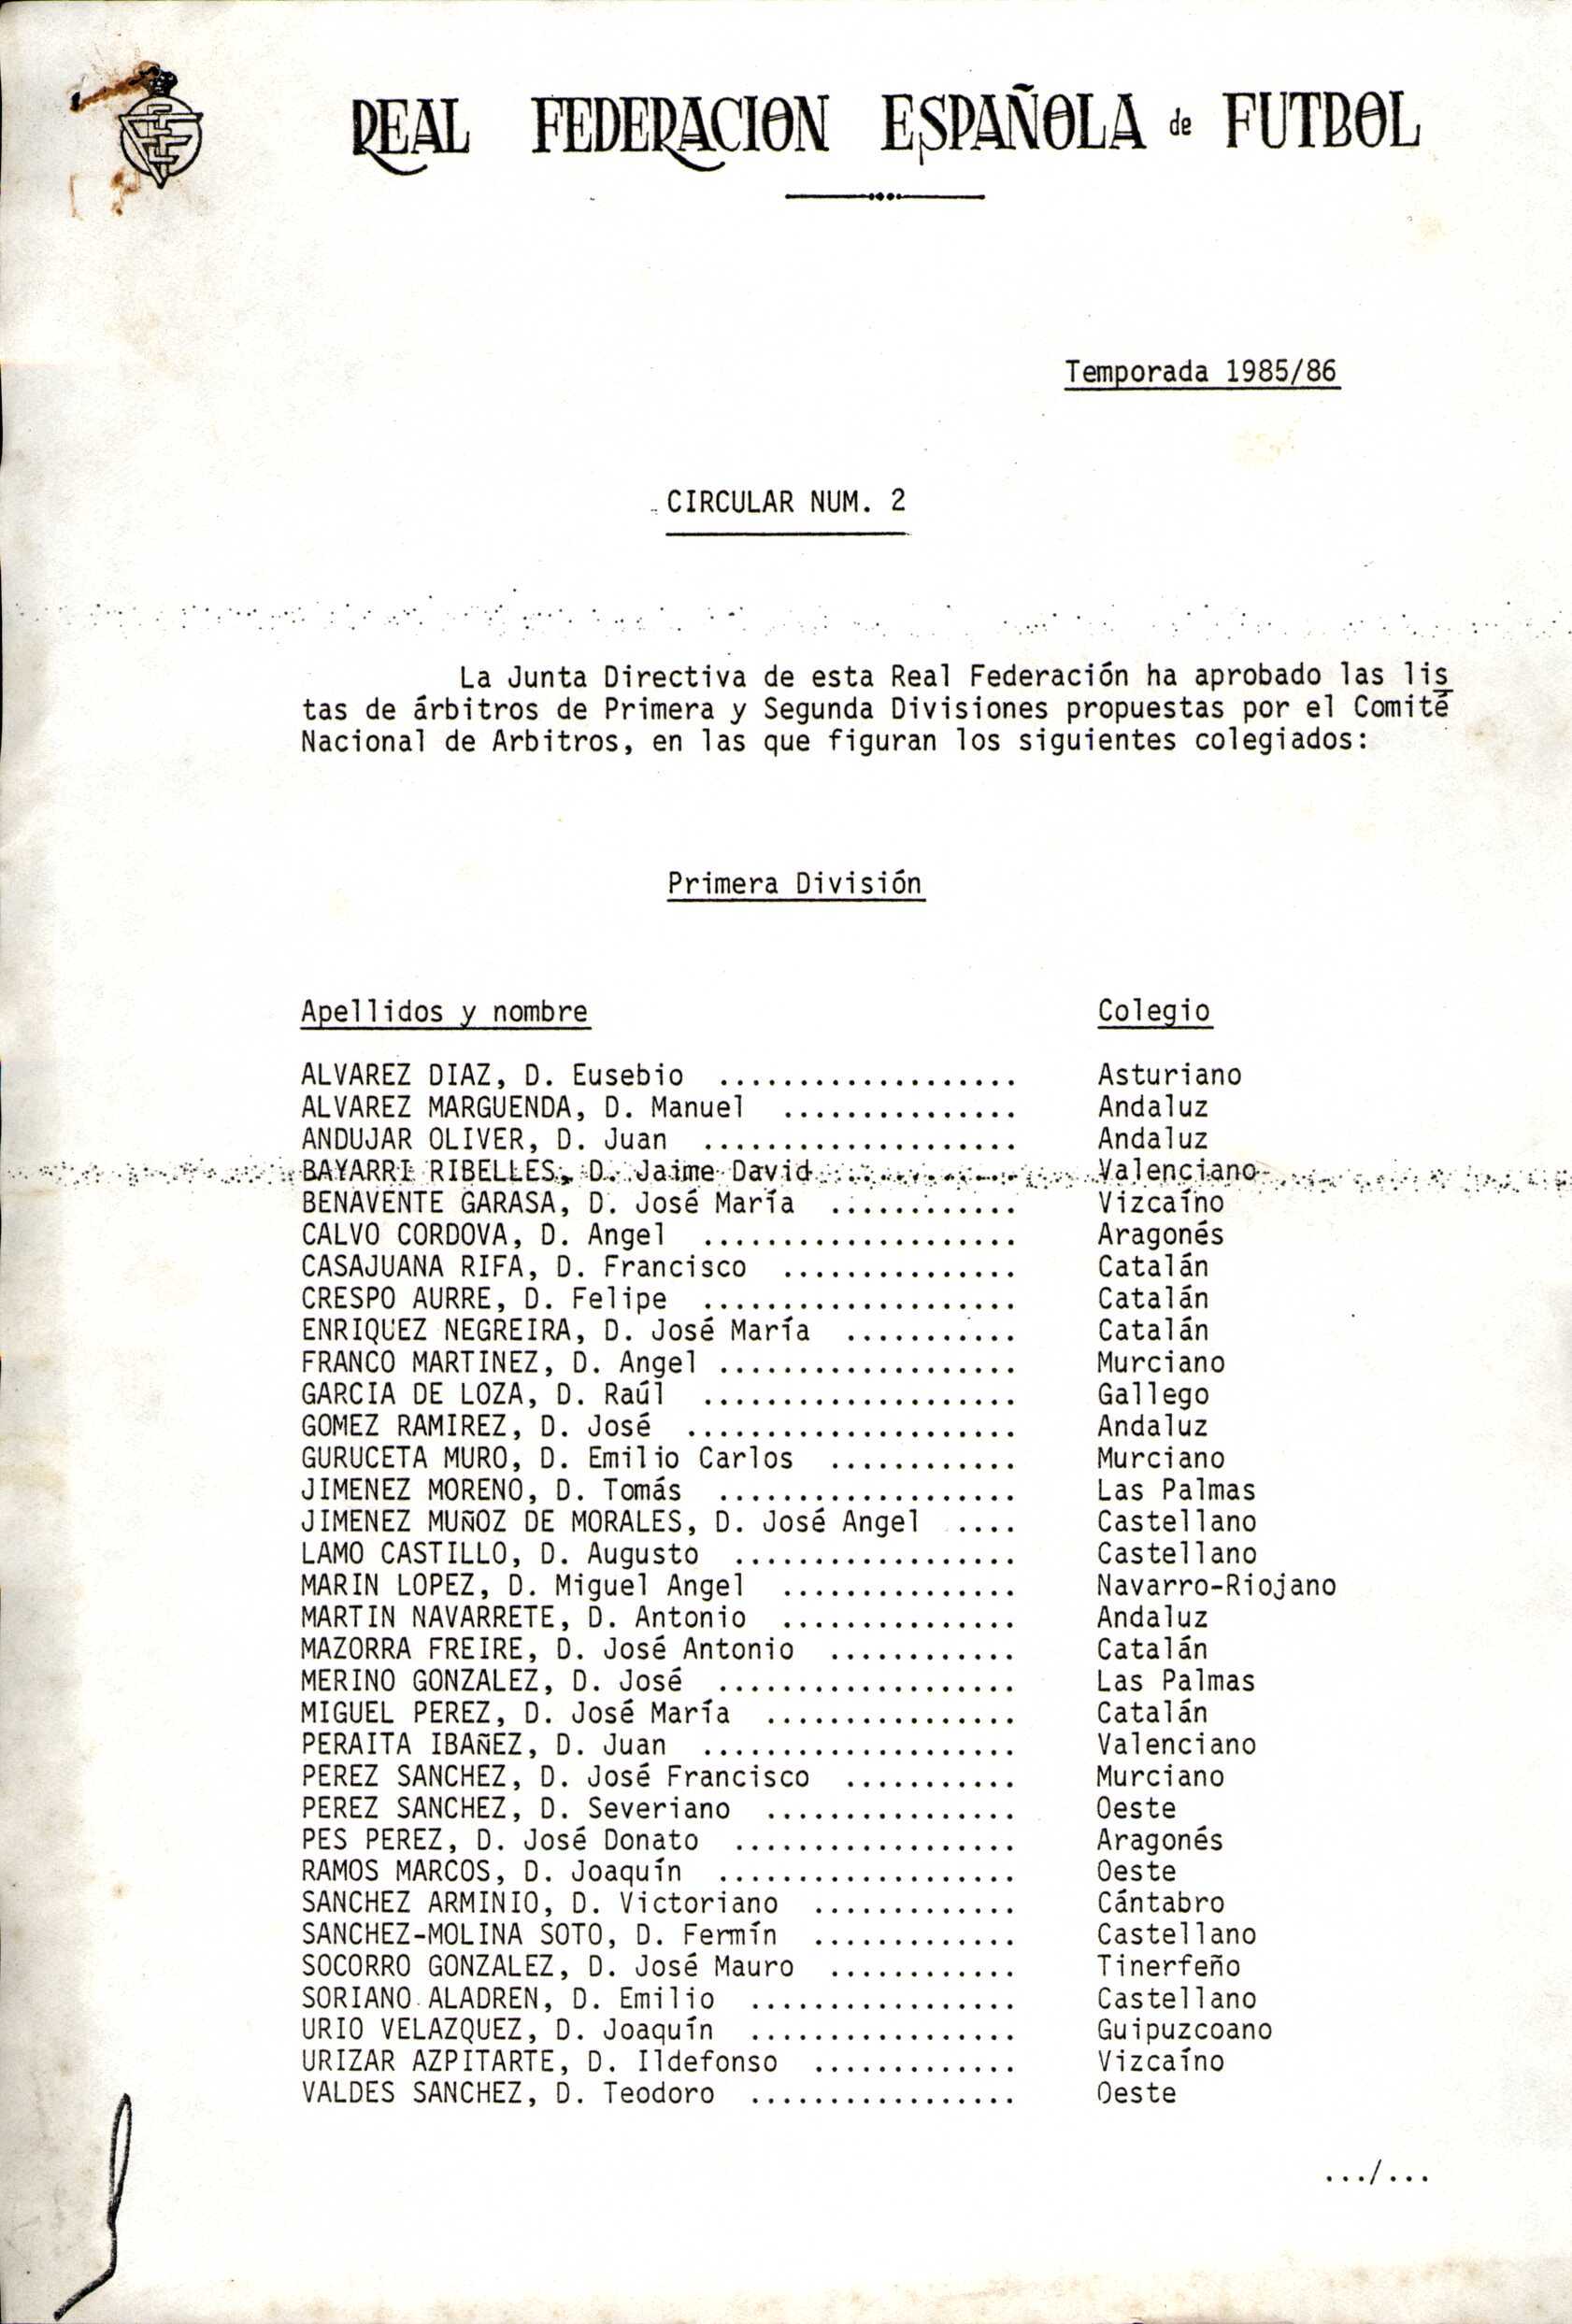 REAL FEDERACION ESPAÑOLA de FUTBOL
Temporada 1985/86
CIRCULAR NUM. 2
La Junta Directiva de esta Real Federación ha aprobado las lis
tas de árbitros de Primera y Segunda Divisiones propuestas por el Comité
Nacional de Arbitros, en las que figuran los siguientes colegiados:
Primera División
Apellidos y nombre Colegio
ALVAREZ DIAZ, D. Eusebio ................... Asturiano
ALVAREZ MARGUENDA, D. Manuel ............... Andaluz
ANDUJAR OLIVER, D. Juan .................... Andaluz
BAYARRI RIBELLES, D. Jaime David ........... Valenciano
BENAVENTE GARASA, D. José María ............ Vizcaíno
CALVO CORDOVA, D. Angel .................... Aragonés
CASAJUANA RIFA, D. Francisco ............... Catalán
CRESPO AURRE, D. Felipe .................... Catalán
ENRIQUEZ NEGREIRA, D. José María ........... Catalán
FRANCO MARTINEZ, D. Angel ................... Murciano
GARCIA DE LOZA, D. Raúl .................... Gallego
GOMEZ RAMIREZ, D. José ..................... Andaluz
GURUCETA MURO, D. Emilio Carlos ............ Murciano
JIMENEZ MORENO, D. Tomás ................... Las Palmas
JIMENEZ MUÑOZ DE MORALES, D. José Angel .... Castellano
LAMO CASTILLO, D. Augusto .................. Castellano
MARIN LOPEZ, D. Miguel Angel ............... Navarro-Riojano
MARTIN NAVARRETE, D. Antonio ............... Andaluz
MAZORRA FREIRE, D. José Antonio ............ Catalán
MERINO GONZALEZ, D. José ................... Las Palmas
MIGUEL PEREZ, D. José María ................ Catalán
PERAITA IBAÑEZ, D. Juan .................... Valenciano
PEREZ SANCHEZ, D. José Francisco ........... Murciano
PEREZ SANCHEZ, D. Severiano ................ Oeste
PES PEREZ, D. José Donato .................. Aragonés
RAMOS MARCOS, D. Joaquín ................... Oeste
SANCHEZ ARMINIO, D. Victoriano ............. Cántabro
SANCHEZ-MOLINA SOTO, D. Fermín ............. Castellano
SOCORRO GONZALEZ, D. José Mauro ............ Tinerfeño
SORIANO ALADREN, D. Emilio ................. Castellano
URIO VELAZQUEZ, D. Joaquín ................. Guipuzcoano
URIZAR AZPITARTE, D. Ildefonso ............. Vizcaíno
VALDES SANCHEZ, D. Teodoro ................. Oeste
.../...